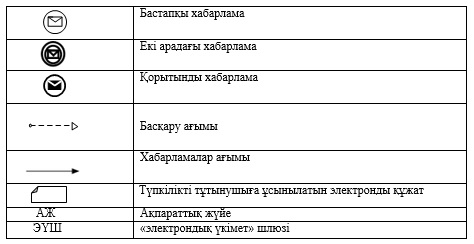 Бастапқы хабарлама
Екі арадағы хабарлама
Қорытынды хабарлама
Басқару ағымы
Хабарламалар ағымы
Түпкілікті тұтынушыға ұсынылатын электронды құжат
АЖ Ақпараттық жүйе
ЭҮШ «электрондық үкімет» шлюзі